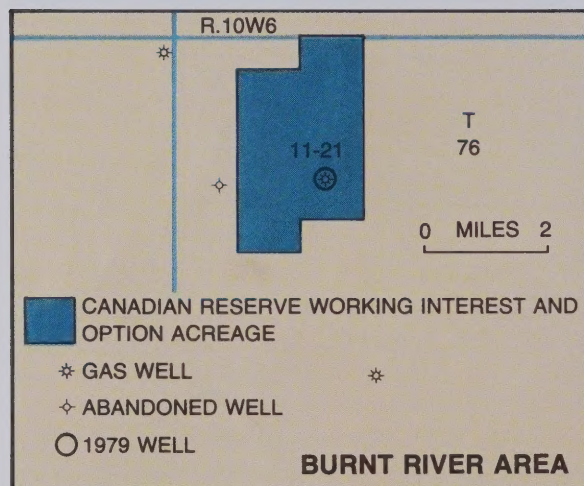 R.10W6
T
76
11-21
0 MILES 2
CANADIAN RESERVE WORKING INTEREST AND
OPTION ACREAGE
GAS WELL
ABANDONED WELL
1979 WELL
BURNT RIVER AREA